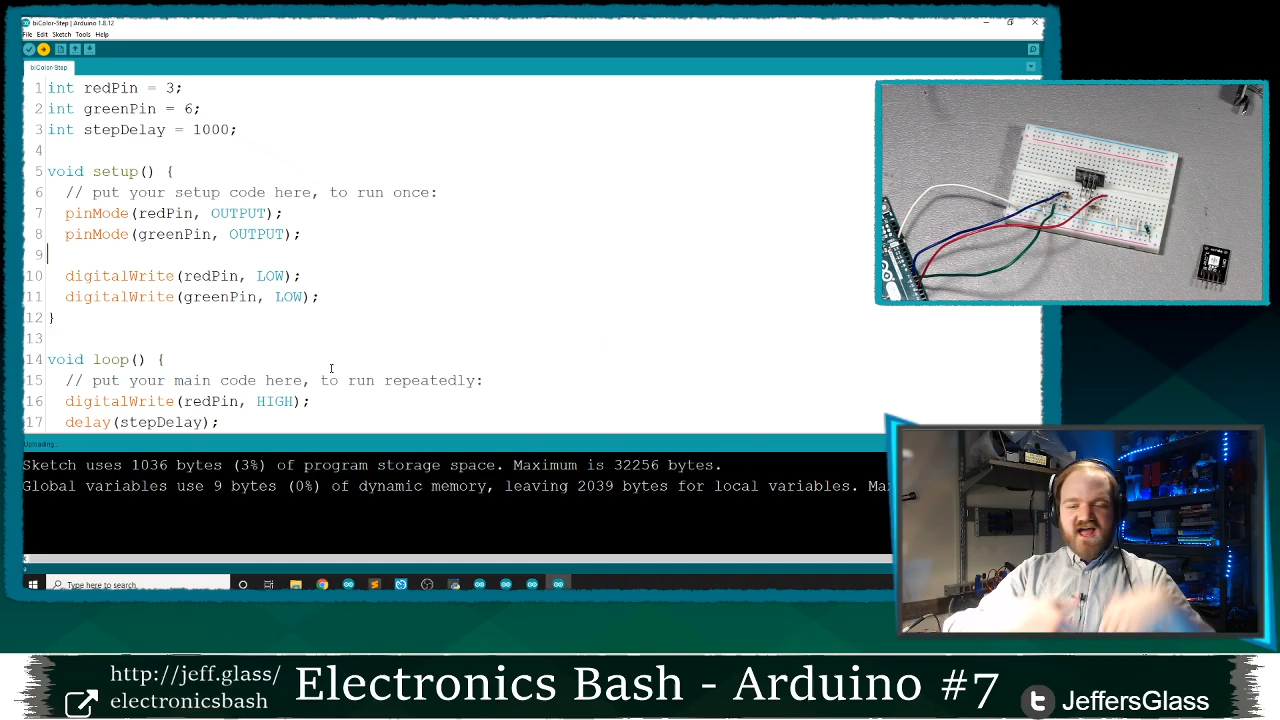 biColor-Step | Arduino 1.8.12
File Edit Sketch Tools Help
biColor-Step
1 int redPin = 3;
2 int greenPin = 6;
3 int stepDelay = 1000;
4
5 void setup() {
6 // put your setup code here, to run once:
7 pinMode(redPin, OUTPUT);
8 pinMode(greenPin, OUTPUT);
9
10 digitalWrite(redPin, LOW);
11 digitalWrite(greenPin, LOW);
12 }
13
14 void loop() {
15 // put your main code here, to run repeatedly:
16 digitalWrite(redPin, HIGH);
17 delay(stepDelay);
Uploading...
Sketch uses 1036 bytes (3%) of program storage space. Maximum is 32256 bytes.
Global variables use 9 bytes (0%) of dynamic memory, leaving 2039 bytes for local variables. Ma
Type here to search
http://jeff.glass/
electronicsbash
Electronics Bash - Arduino #7
JeffersGlass